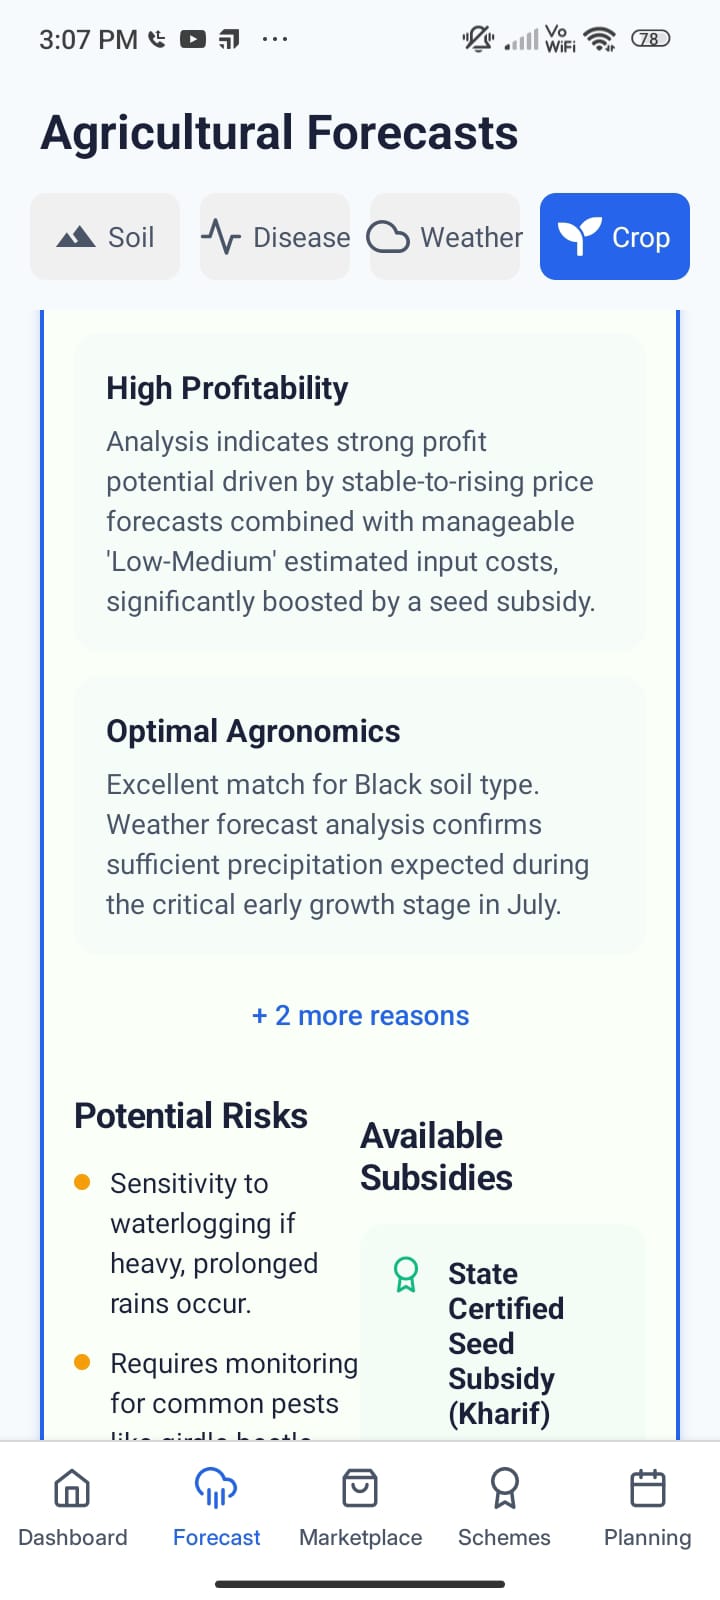 3:07 PM
Vo
WiFi
78
Agricultural Forecasts
Soil
Disease
Weather
Crop
High Profitability
Analysis indicates strong profit
potential driven by stable-to-rising price
forecasts combined with manageable
'Low-Medium' estimated input costs,
significantly boosted by a seed subsidy.
Optimal Agronomics
Excellent match for Black soil type.
Weather forecast analysis confirms
sufficient precipitation expected during
the critical early growth stage in July.
+ 2 more reasons
Potential Risks
Sensitivity to
waterlogging if
heavy, prolonged
rains occur.
Requires monitoring
for common pests
like girdle beetle
Available
Subsidies
State
Certified
Seed
Subsidy
(Kharif)
Dashboard
Forecast
Marketplace
Schemes
Planning